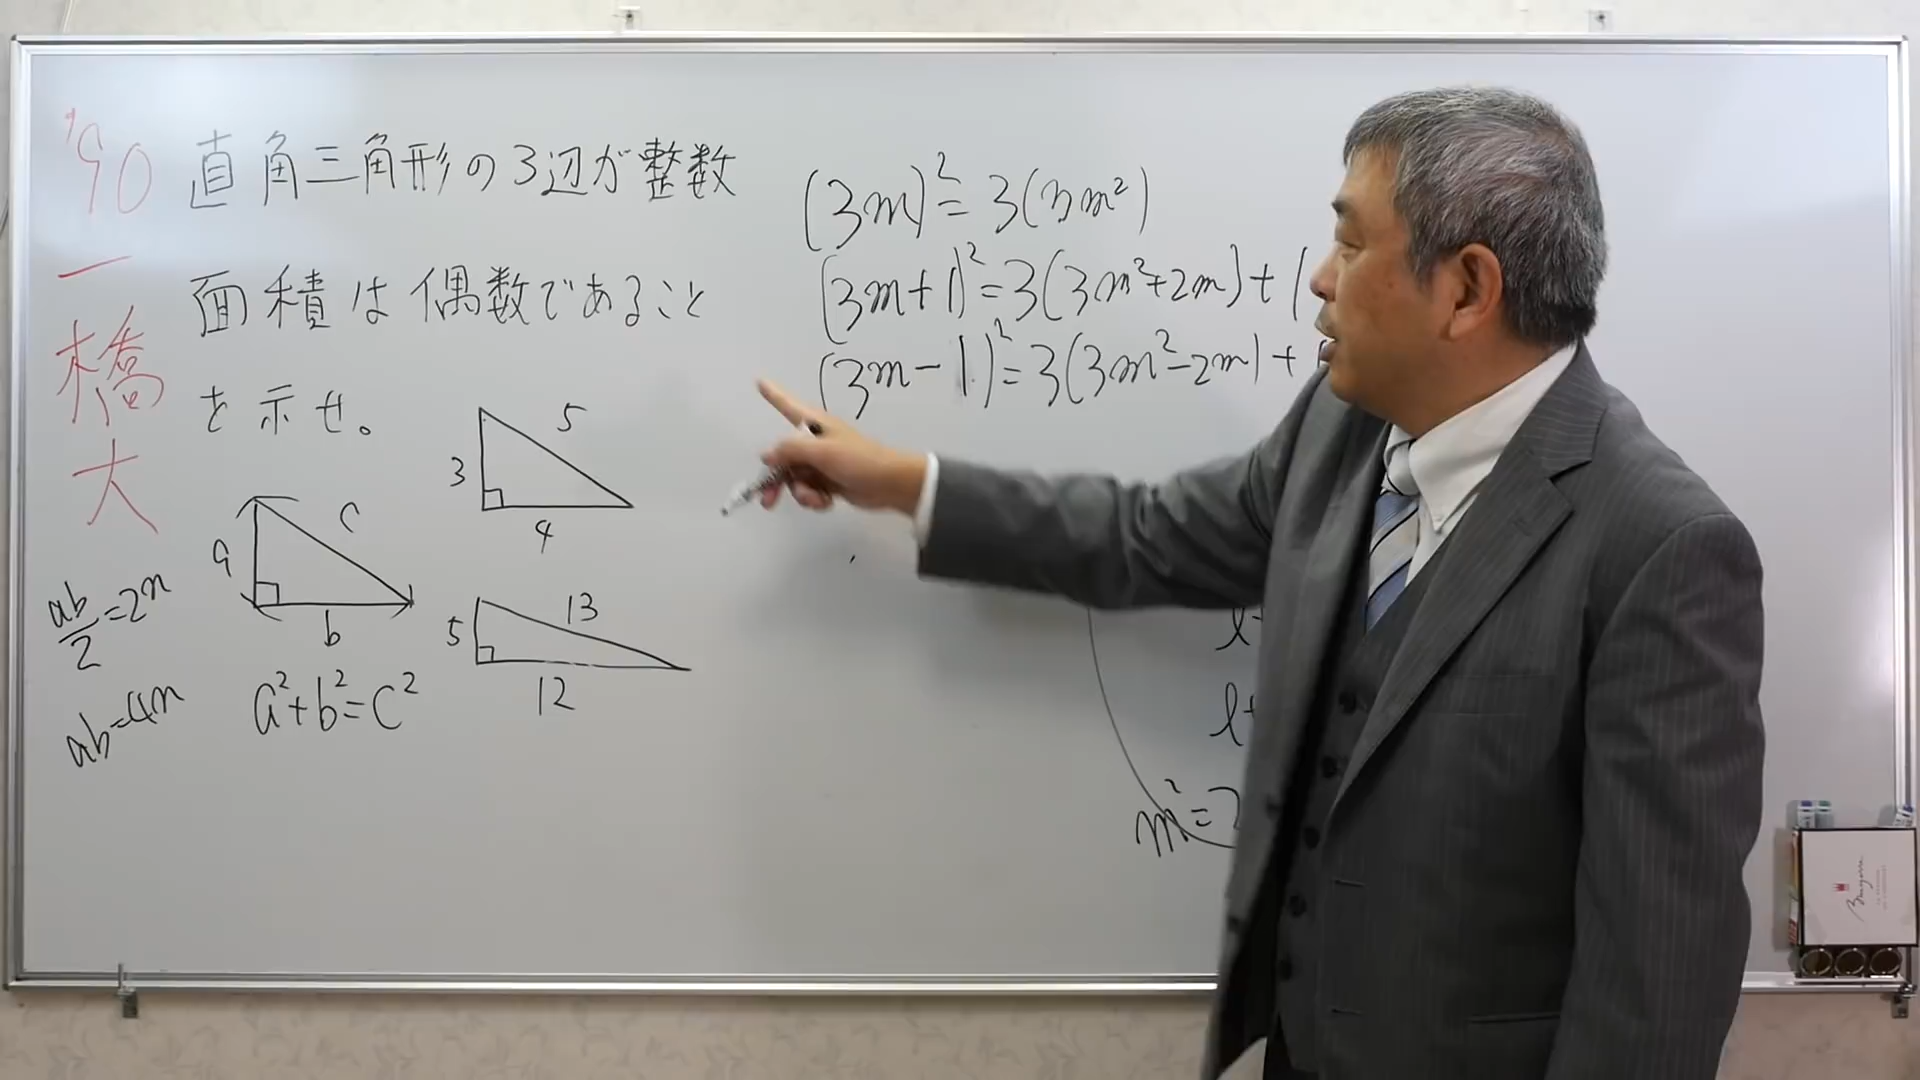 '90 一橋大
直角三角形の3辺が整数
面積は偶数であること
を示せ。
a
b
c
3
4
5
5
12
13
ab/2=2n
ab=4n
a²+b²=c²
(3m)²=3(3m²)
(3m+1)²=3(3m²+2m)+1
(3m-1)²=3(3m²-2m)+
l
l+
m²=2